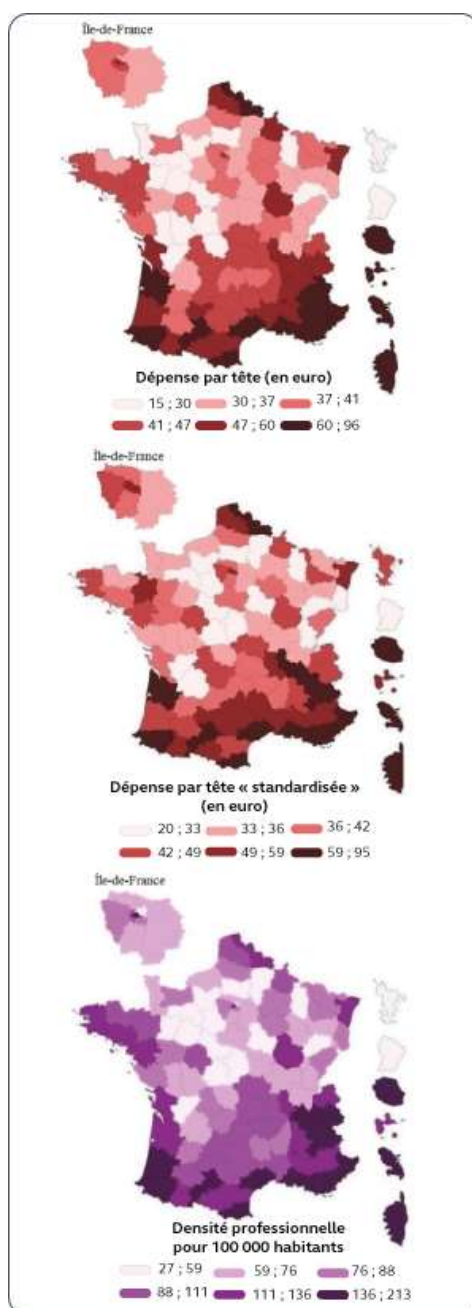 Île-de-France
Dépense par tête (en euro)
15 ; 30 30 ; 37 37 ; 41
41 ; 47 47 ; 60 60 ; 96
Île-de-France
Dépense par tête « standardisée »
(en euro)
20 ; 33 33 ; 36 36 ; 42
42 ; 49 49 ; 59 59 ; 95
Île-de-France
Densité professionnelle
pour 100 000 habitants
27 ; 59 59 ; 76 76 ; 88
88 ; 111 111 ; 136 136 ; 213